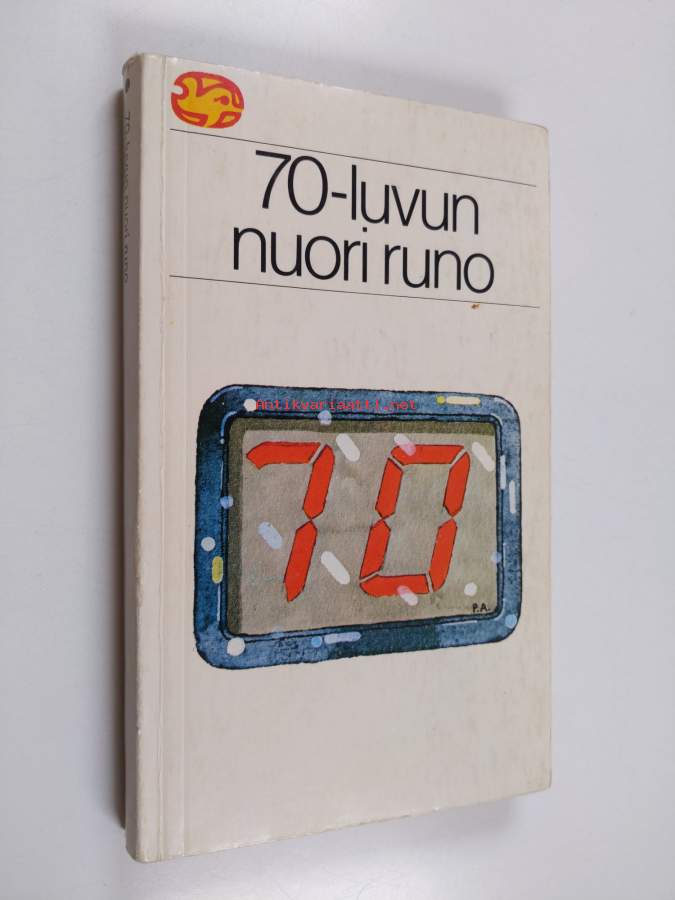 70-luvun
nuori runo
Antikvariaatti.net
70
P.A.
70-luvun nuori runo